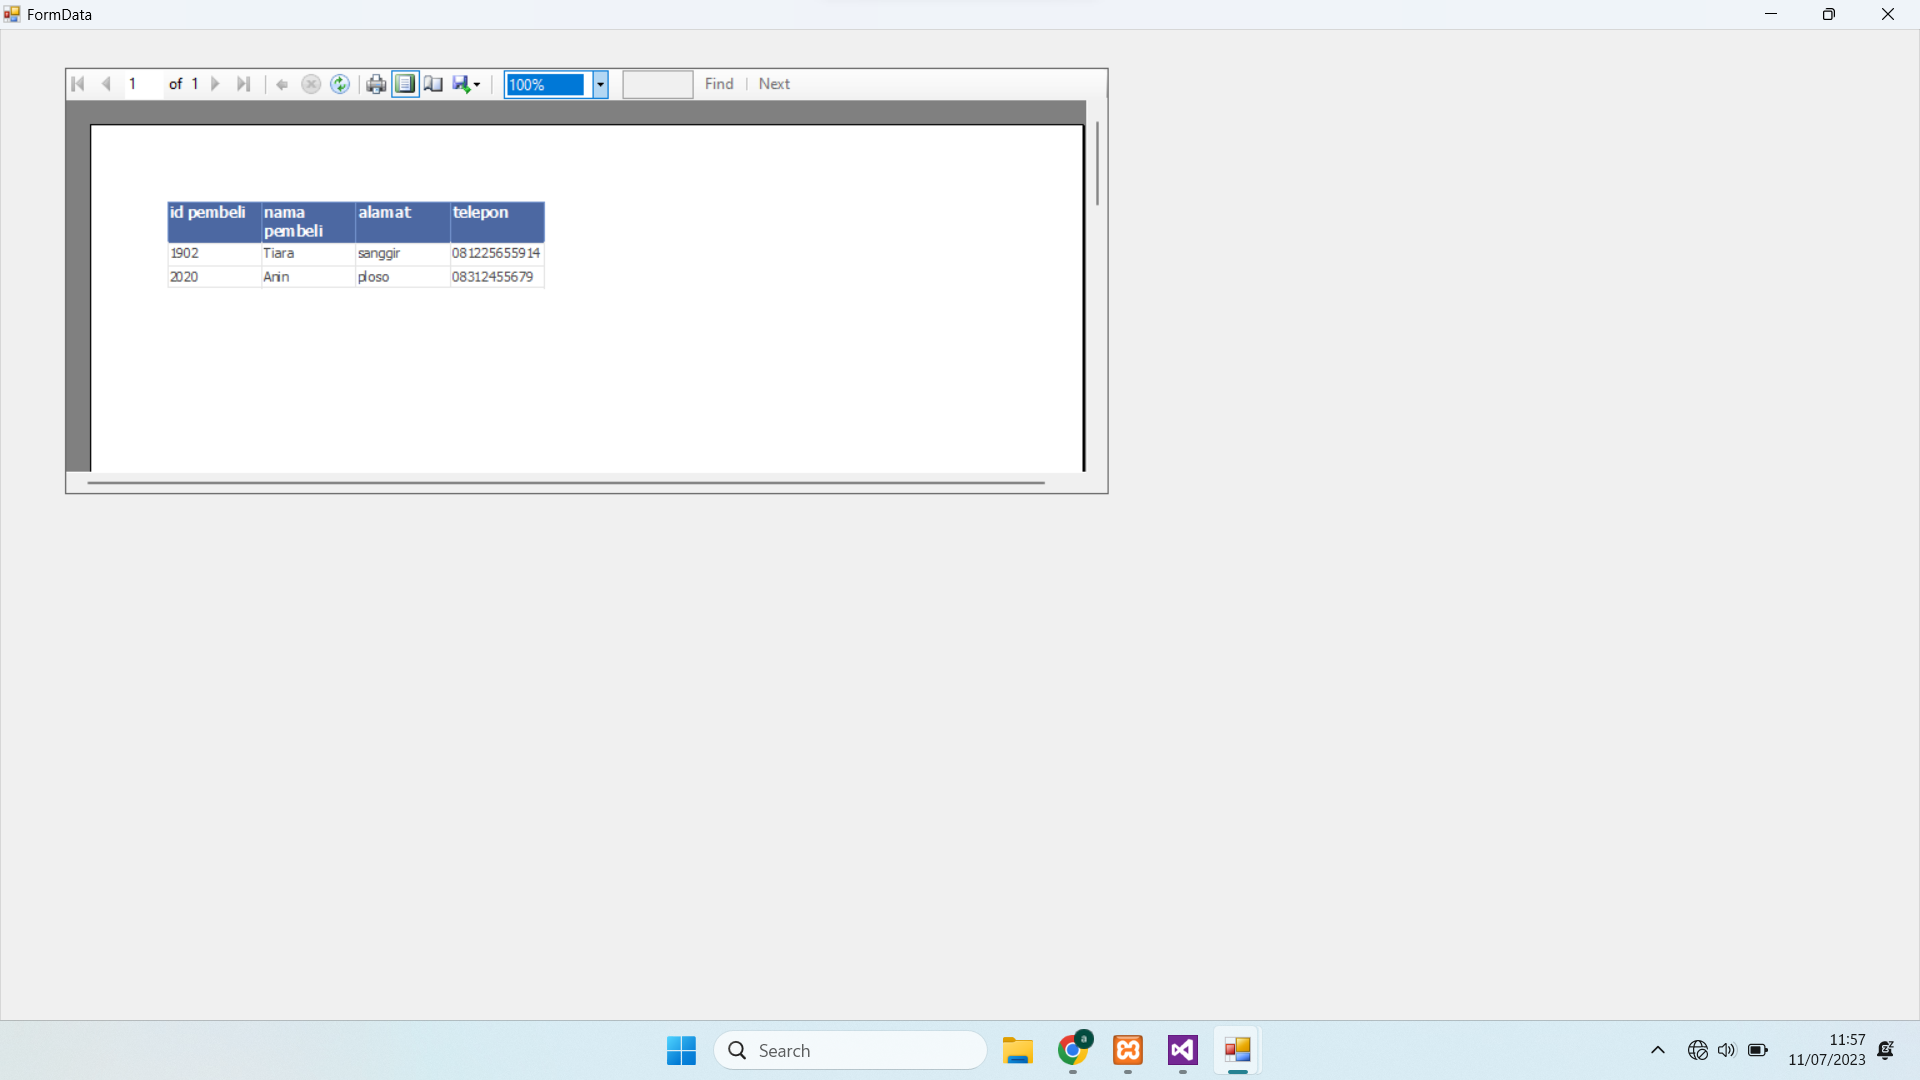 FormData
1 of 1 100% Find Next
id pembeli nama pembeli alamat telepon
1902 Tiara sanggir 081225655914
2020 Anin ploso 08312455679
Search
a
11:57
11/07/2023